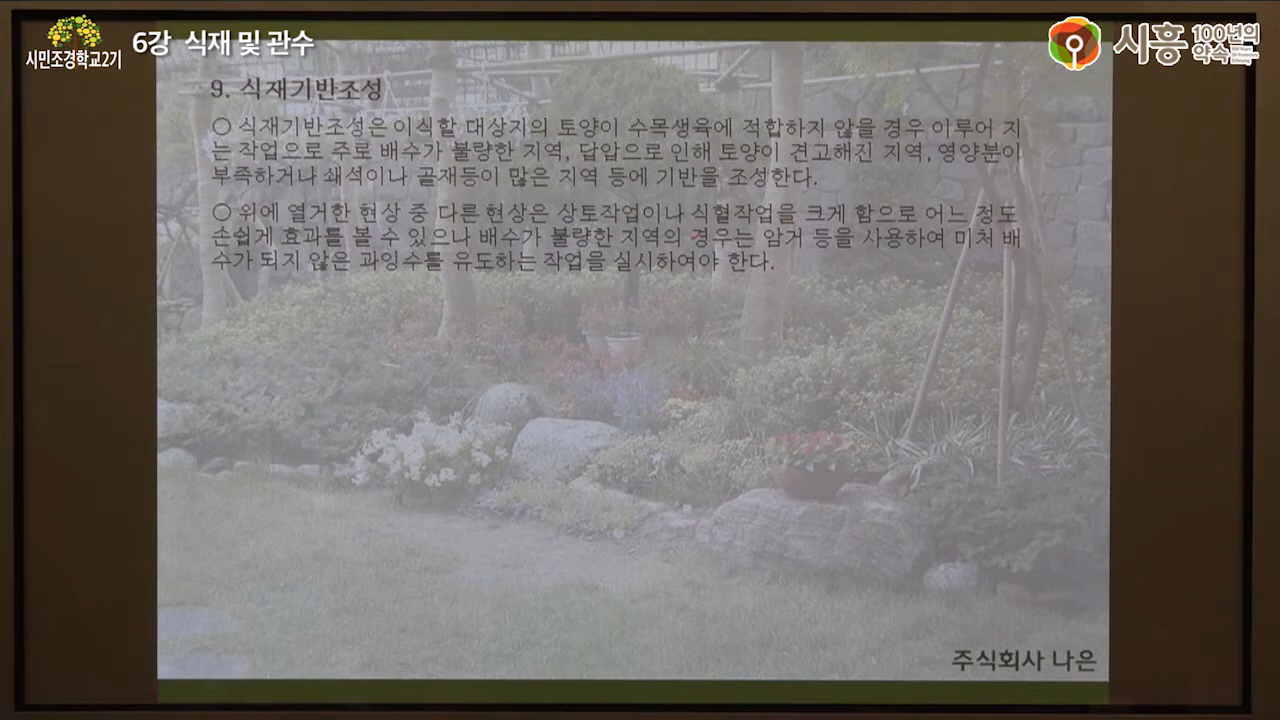 시민조경학교2기
6강 식재 및 관수
시흥 100년의 약속
9. 식재기반조성
○ 식재기반조성은 이식할 대상지의 토양이 수목생육에 적합하지 않을 경우 이루어 지
는 작업으로 주로 배수가 불량한 지역, 답압으로 인해 토양이 견고해진 지역, 영양분이
부족하거나 쇄석이나 골재등이 많은 지역 등에 기반을 조성한다.
○ 위에 열거한 현상 중 다른 현상은 상토작업이나 식혈작업을 크게 함으로 어느 정도
손쉽게 효과를 볼 수 있으나 배수가 불량한 지역의 경우는 암거 등을 사용하여 미처 배
수가 되지 않은 과잉수를 유도하는 작업을 실시하여야 한다.
주식회사 나은